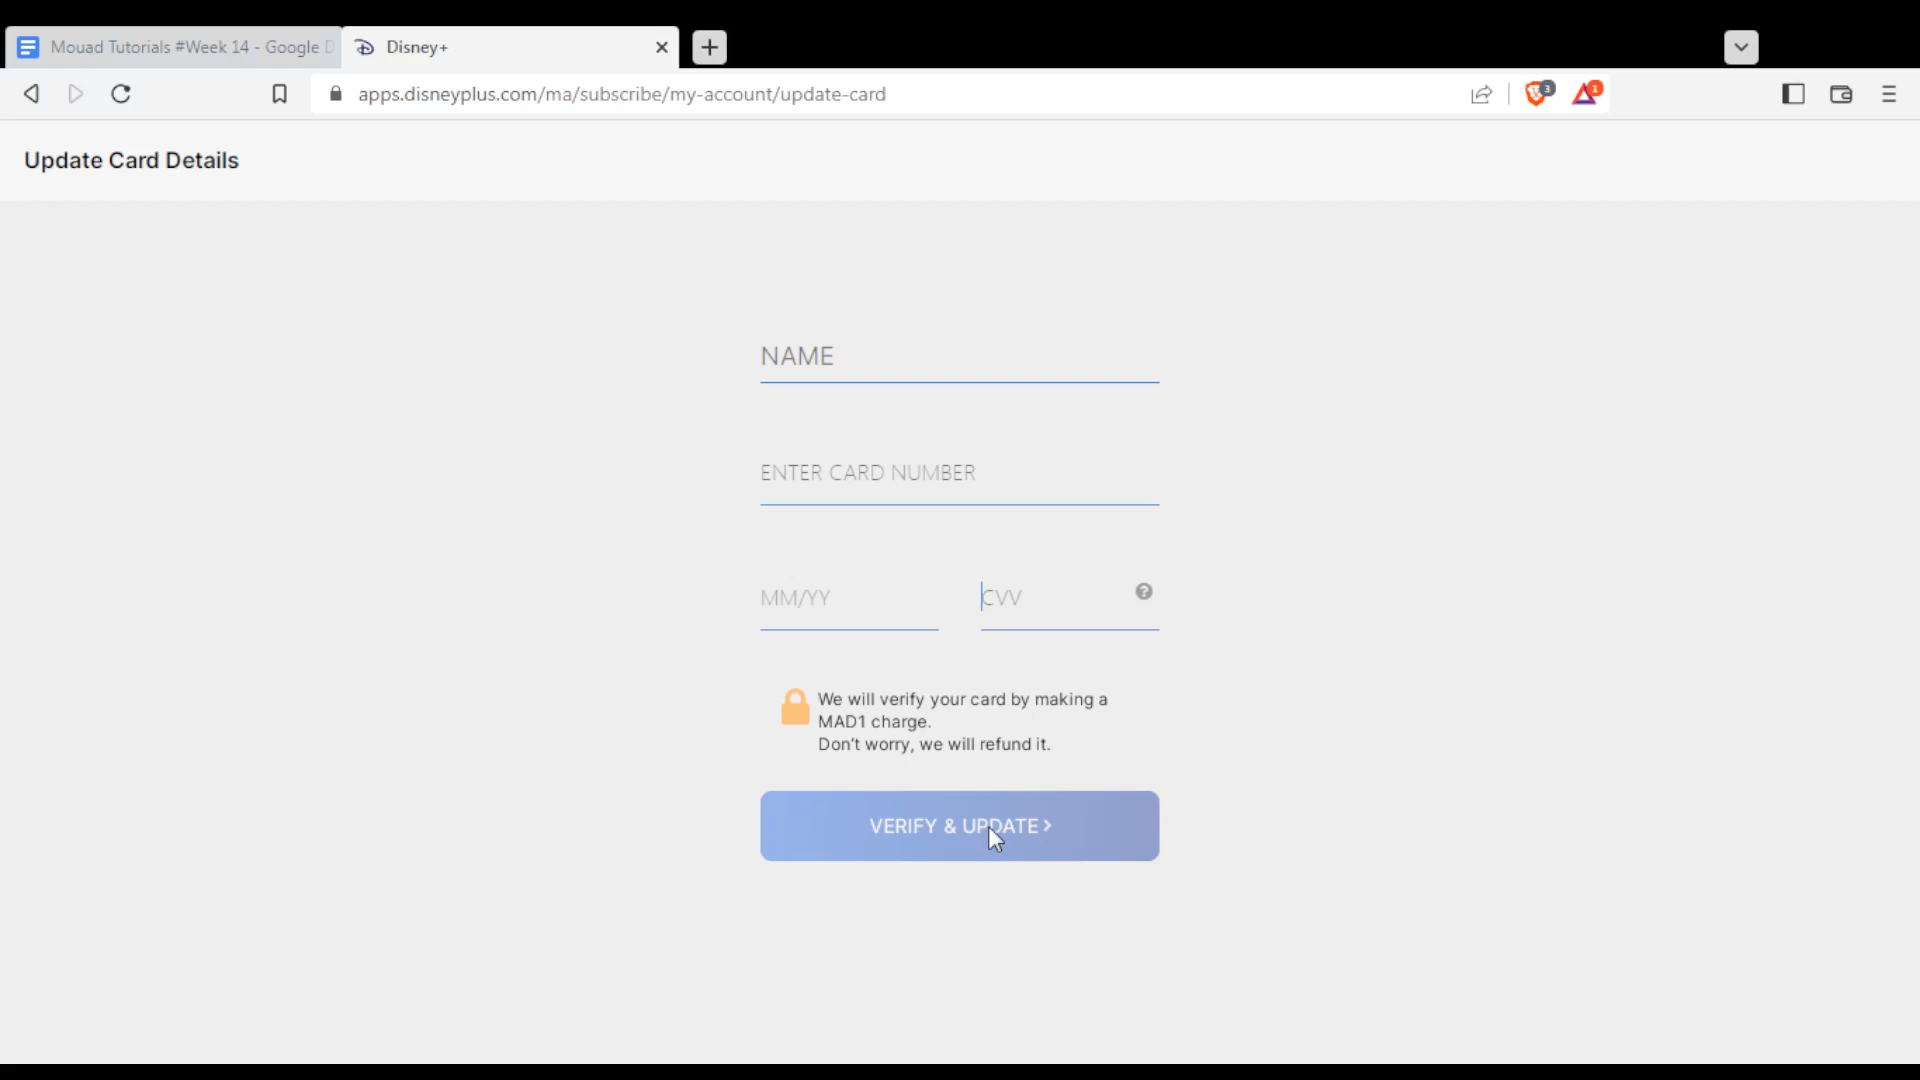 Mouad Tutorials #Week 14 - Google D
Disney+
apps.disneyplus.com/ma/subscribe/my-account/update-card
3
1
Update Card Details
NAME
ENTER CARD NUMBER
MM/YY
CVV
?
We will verify your card by making a
MAD1 charge.
Don't worry, we will refund it.
VERIFY & UPDATE >